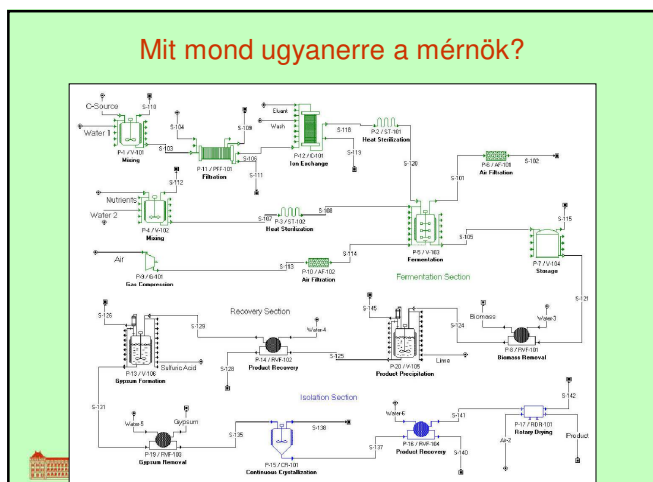 Mit mond ugyanerre a mérnök?
C-Source
S-110
Water 1
S-103
P-1 / V-101
Mixing
S-104
S-109
S-106
S-111
P-11 / PFF-101
Filtration
Eluant
Wash
S-118
S-119
P-12 / C-101
Ion Exchange
P-2 / ST-101
Heat Sterilization
S-120
S-101
P-6 / AF-101
Air Filtration
S-102
Nutrients
S-112
Water 2
P-4 / V-102
Mixing
S-107
P-3 / ST-102
Heat Sterilization
S-108
P-5 / V-103
Fermentation
S-105
S-115
P-7 / V-104
Storage
Air
P-9 / G-101
Gas Compression
S-113
P-10 / AF-102
Air Filtration
S-114
Fermentation Section
S-121
S-126
S-129
Recovery Section
Water-4
S-145
S-124
Biomass
Water-3
P-13 / V-106
Gypsum Formation
Sulfuric Acid
S-128
P-14 / RVF-102
Product Recovery
S-125
P-20 / V-105
Product Precipitation
Lime
P-8 / RVF-101
Biomass Removal
S-131
Isolation Section
Water-5
Gypsum
S-135
S-138
Water-6
S-141
S-142
P-17 / RDR-101
Rotary Drying
Air-2
Product
P-19 / RVF-103
Gypsum Removal
P-15 / CR-101
Continuous Crystallization
S-137
P-16 / RVF-104
Product Recovery
S-140